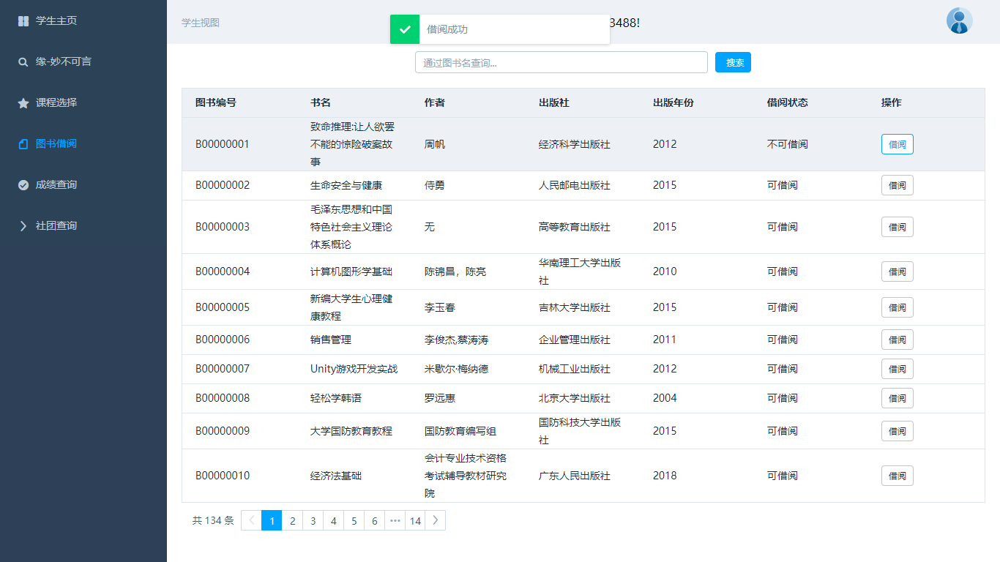 学生主页
缘-妙不可言
课程选择
图书借阅
成绩查询
社团查询
学生视图
借阅成功
3488!
通过图书名查询...
搜索
图书编号 书名 作者 出版社 出版年份 借阅状态 操作
B00000001 致命推理:让人欲罢 周帆 经济科学出版社 2012 不可借阅 借阅
不能的惊险破案故
事
B00000002 生命安全与健康 侍勇 人民邮电出版社 2015 可借阅 借阅
B00000003 毛泽东思想和中国 无 高等教育出版社 2015 可借阅 借阅
特色社会主义理论
体系概论
B00000004 计算机图形学基础 陈锦昌，陈亮 华南理工大学出版 2010 可借阅 借阅
社
B00000005 新编大学生心理健 李玉春 吉林大学出版社 2015 可借阅 借阅
康教程
B00000006 销售管理 李俊杰,蔡涛涛 企业管理出版社 2011 可借阅 借阅
B00000007 Unity游戏开发实战 米歇尔·梅纳德 机械工业出版社 2012 可借阅 借阅
B00000008 轻松学韩语 罗远惠 北京大学出版社 2004 可借阅 借阅
B00000009 大学国防教育教程 国防教育编写组 国防科技大学出版 2015 可借阅 借阅
社
B00000010 经济法基础 会计专业技术资格 广东人民出版社 2018 可借阅 借阅
考试辅导教材研究
院
共 134 条 1 2 3 4 5 6 ••• 14